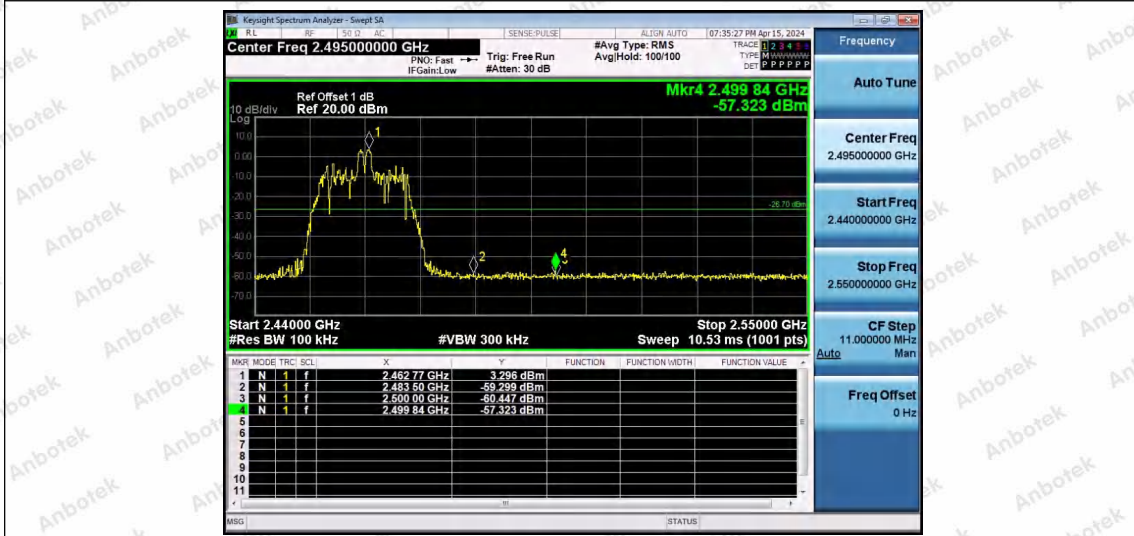 Keysight Spectrum Analyzer - Swept SA
RL RF 50 Ω AC SENSE:PULSE ALIGN AUTO 07:35:27 PM Apr 15, 2024
Center Freq 2.495000000 GHz #Avg Type: RMS TRACE 1 2 3 4 5 6
PNO: Fast Trig: Free Run Avg|Hold: 100/100 TYPE M WWWWW
IFGain:Low #Atten: 30 dB DET P P P P P P
Mkr4 2.499 84 GHz
-57.323 dBm
Ref Offset 1 dB
10 dB/div Ref 20.00 dBm
Log
10.0
0.00
-10.0
-20.0
-30.0
-40.0
-50.0
-60.0
-70.0
1
2
4
-26.70 dBm
Start 2.44000 GHz Stop 2.55000 GHz
#Res BW 100 kHz #VBW 300 kHz Sweep 10.53 ms (1001 pts)
MKR MODE TRC SCL X Y FUNCTION FUNCTION WIDTH FUNCTION VALUE
1 N 1 f 2.462 77 GHz 3.296 dBm
2 N 1 f 2.483 50 GHz -59.299 dBm
3 N 1 f 2.500 00 GHz -60.447 dBm
4 N 1 f 2.499 84 GHz -57.323 dBm
5
6
7
8
9
10
11
MSG STATUS
Frequency
Auto Tune
Center Freq
2.495000000 GHz
Start Freq
2.440000000 GHz
Stop Freq
2.550000000 GHz
CF Step
11.000000 MHz
Auto Man
Freq Offset
0 Hz
Anbotek